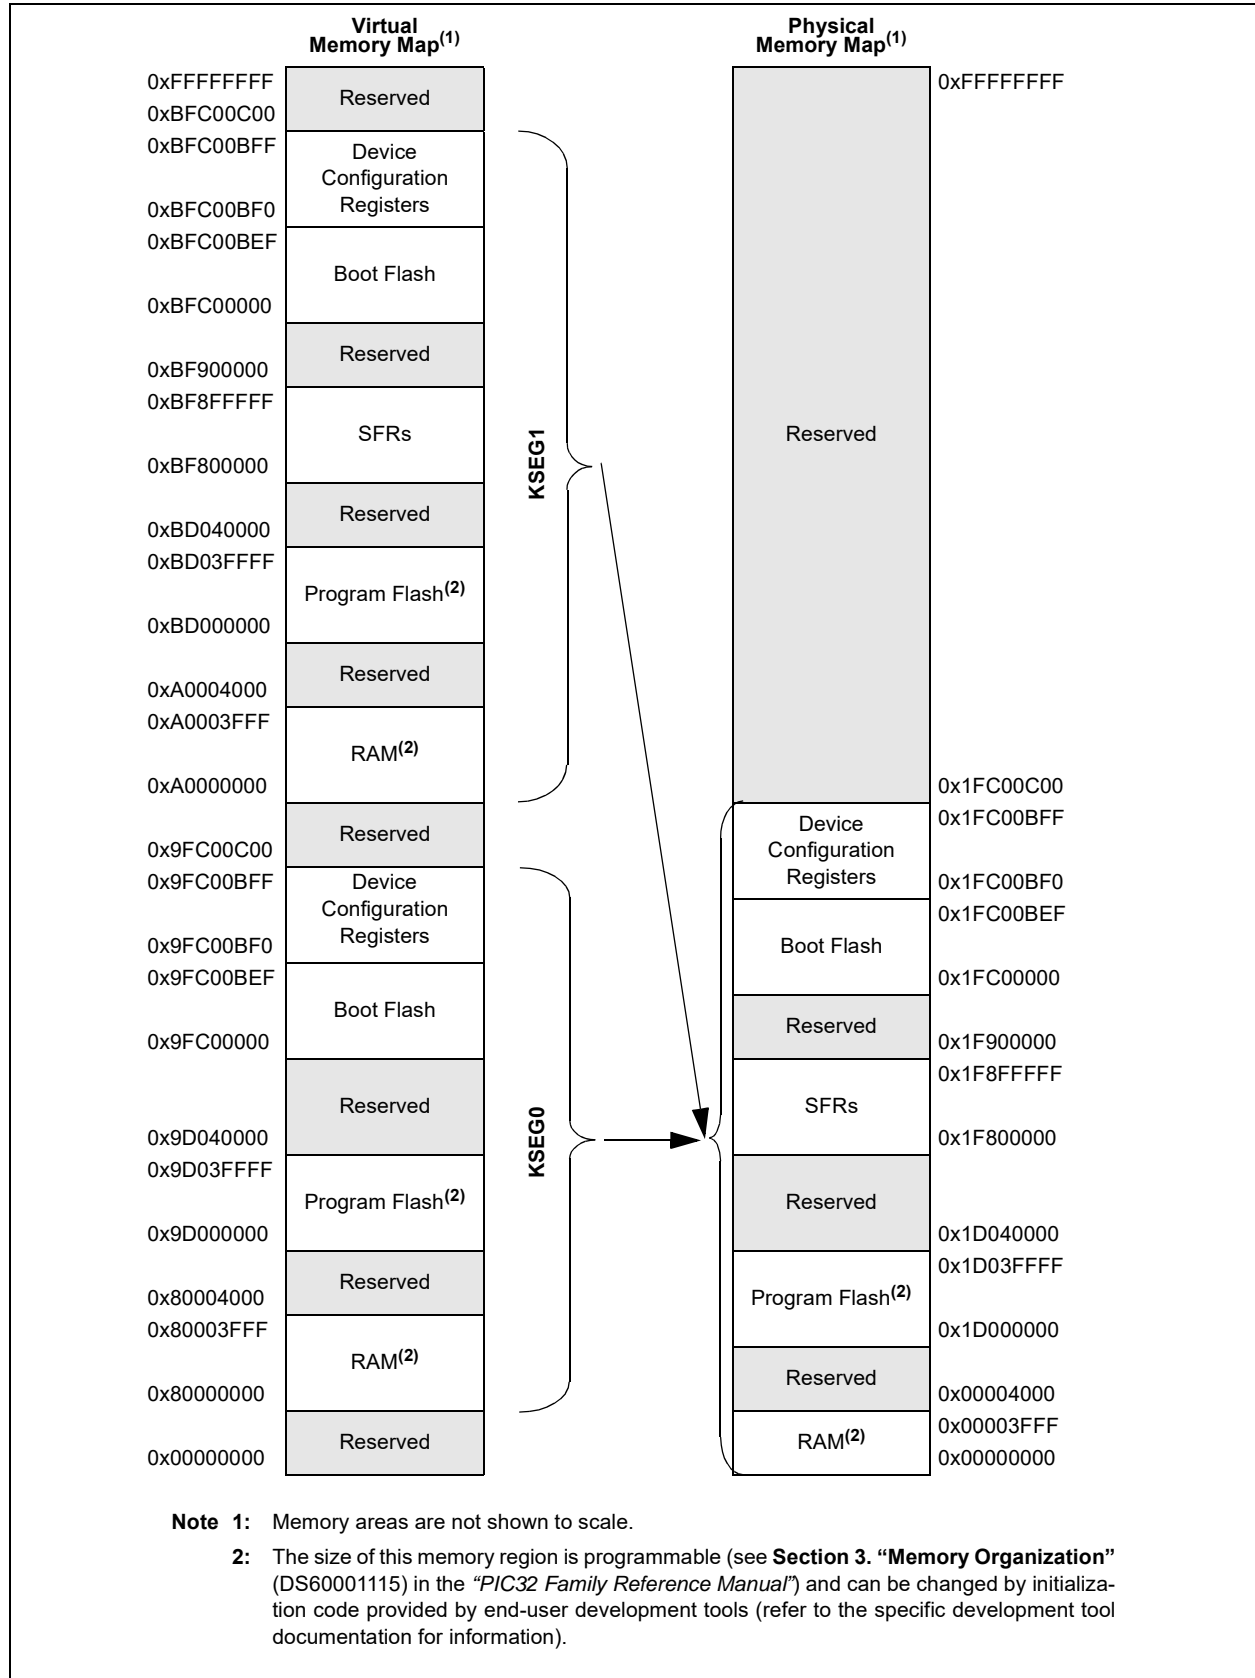 Virtual
Memory Map(1)
Physical
Memory Map(1)
0xFFFFFFFF
Reserved
0xBFC00C00
0xBFC00BFF
Device
Configuration
Registers
0xBFC00BF0
0xBFC00BEF
Boot Flash
0xBFC00000
Reserved
0xBF900000
0xBF8FFFFF
SFRs
0xBF800000
Reserved
0xBD040000
0xBD03FFFF
Program Flash(2)
0xBD000000
Reserved
0xA0004000
0xA0003FFF
RAM(2)
0xA0000000
Reserved
0x9FC00C00
0x9FC00BFF
Device
Configuration
Registers
0x9FC00BF0
0x9FC00BEF
Boot Flash
0x9FC00000
Reserved
0x9D040000
0x9D03FFFF
Program Flash(2)
0x9D000000
Reserved
0x80004000
0x80003FFF
RAM(2)
0x80000000
Reserved
0x00000000
KSEG1
KSEG0
0xFFFFFFFF
Reserved
0x1FC00C00
0x1FC00BFF
Device
Configuration
Registers
0x1FC00BF0
0x1FC00BEF
Boot Flash
0x1FC00000
Reserved
0x1F900000
0x1F8FFFFF
SFRs
0x1F800000
Reserved
0x1D040000
0x1D03FFFF
Program Flash(2)
0x1D000000
Reserved
0x00004000
0x00003FFF
RAM(2)
0x00000000
Note 1: Memory areas are not shown to scale.
2: The size of this memory region is programmable (see Section 3. “Memory Organization”
(DS60001115) in the “PIC32 Family Reference Manual”) and can be changed by initializa-
tion code provided by end-user development tools (refer to the specific development tool
documentation for information).